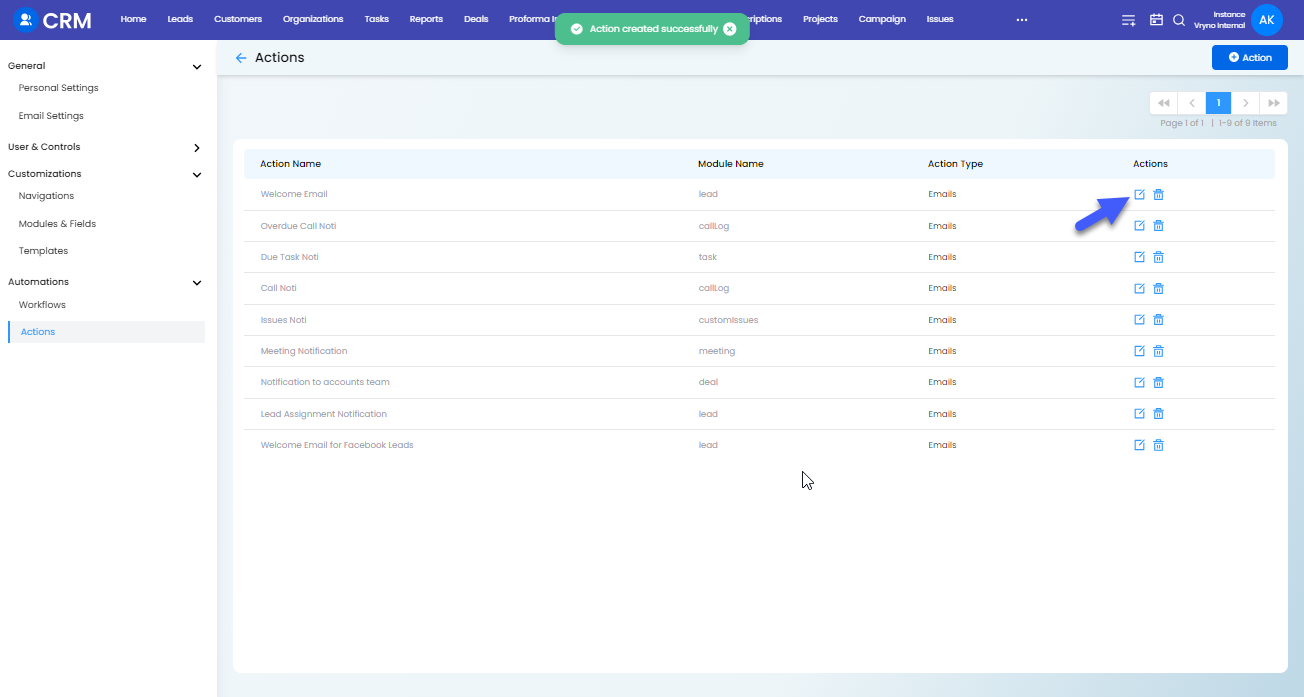 CRM
Home Leads Customers Organizations Tasks Reports Deals Proforma Projects Campaign Issues ...
Action created successfully
Instance
Vryno Internal
AK
General
Personal Settings
Email Settings
User & Controls
Customizations
Navigations
Modules & Fields
Templates
Automations
Workflows
Actions
Actions
Action
1
Page 1 of 1 | 1-9 of 9 Items
Action Name Module Name Action Type Actions
Welcome Email lead Emails
Overdue Call Noti callLog Emails
Due Task Noti task Emails
Call Noti callLog Emails
Issues Noti customIssues Emails
Meeting Notification meeting Emails
Notification to accounts team deal Emails
Lead Assignment Notification lead Emails
Welcome Email for Facebook Leads lead Emails